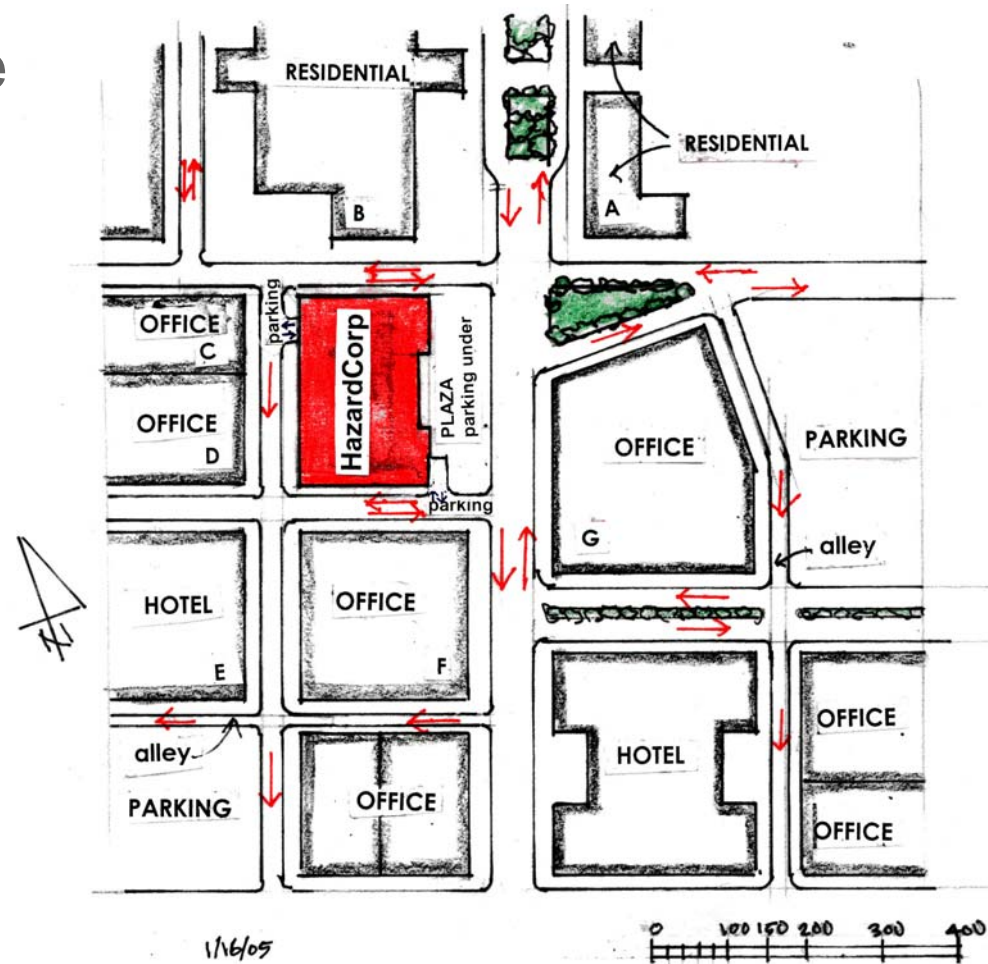 e
RESIDENTIAL
RESIDENTIAL
B
A
OFFICE
C
parking
HazardCorp
PLAZA
parking under
OFFICE
D
OFFICE
PARKING
parking
G
alley
HOTEL
E
OFFICE
F
alley
PARKING
OFFICE
HOTEL
OFFICE
OFFICE
1/16/05
0 100 150 200 300 400